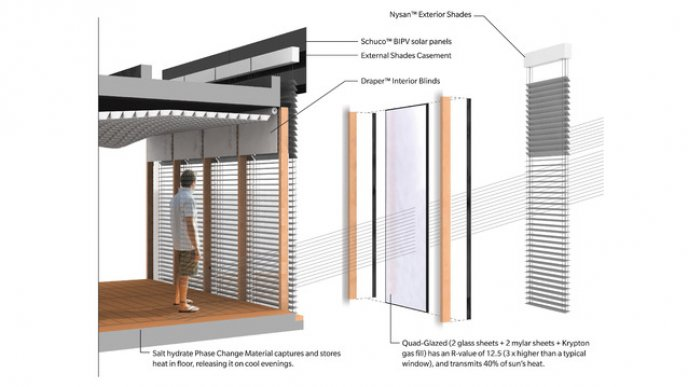 Nysan™ Exterior Shades
Schuco™ BIPV solar panels
External Shades Casement
Draper™ Interior Blinds
Salt hydrate Phase Change Material captures and stores
heat in floor, releasing it on cool evenings.
Quad-Glazed (2 glass sheets + 2 mylar sheets + Krypton
gas fill) has an R-value of 12.5 (3 x higher than a typical
window), and transmits 40% of sun's heat.